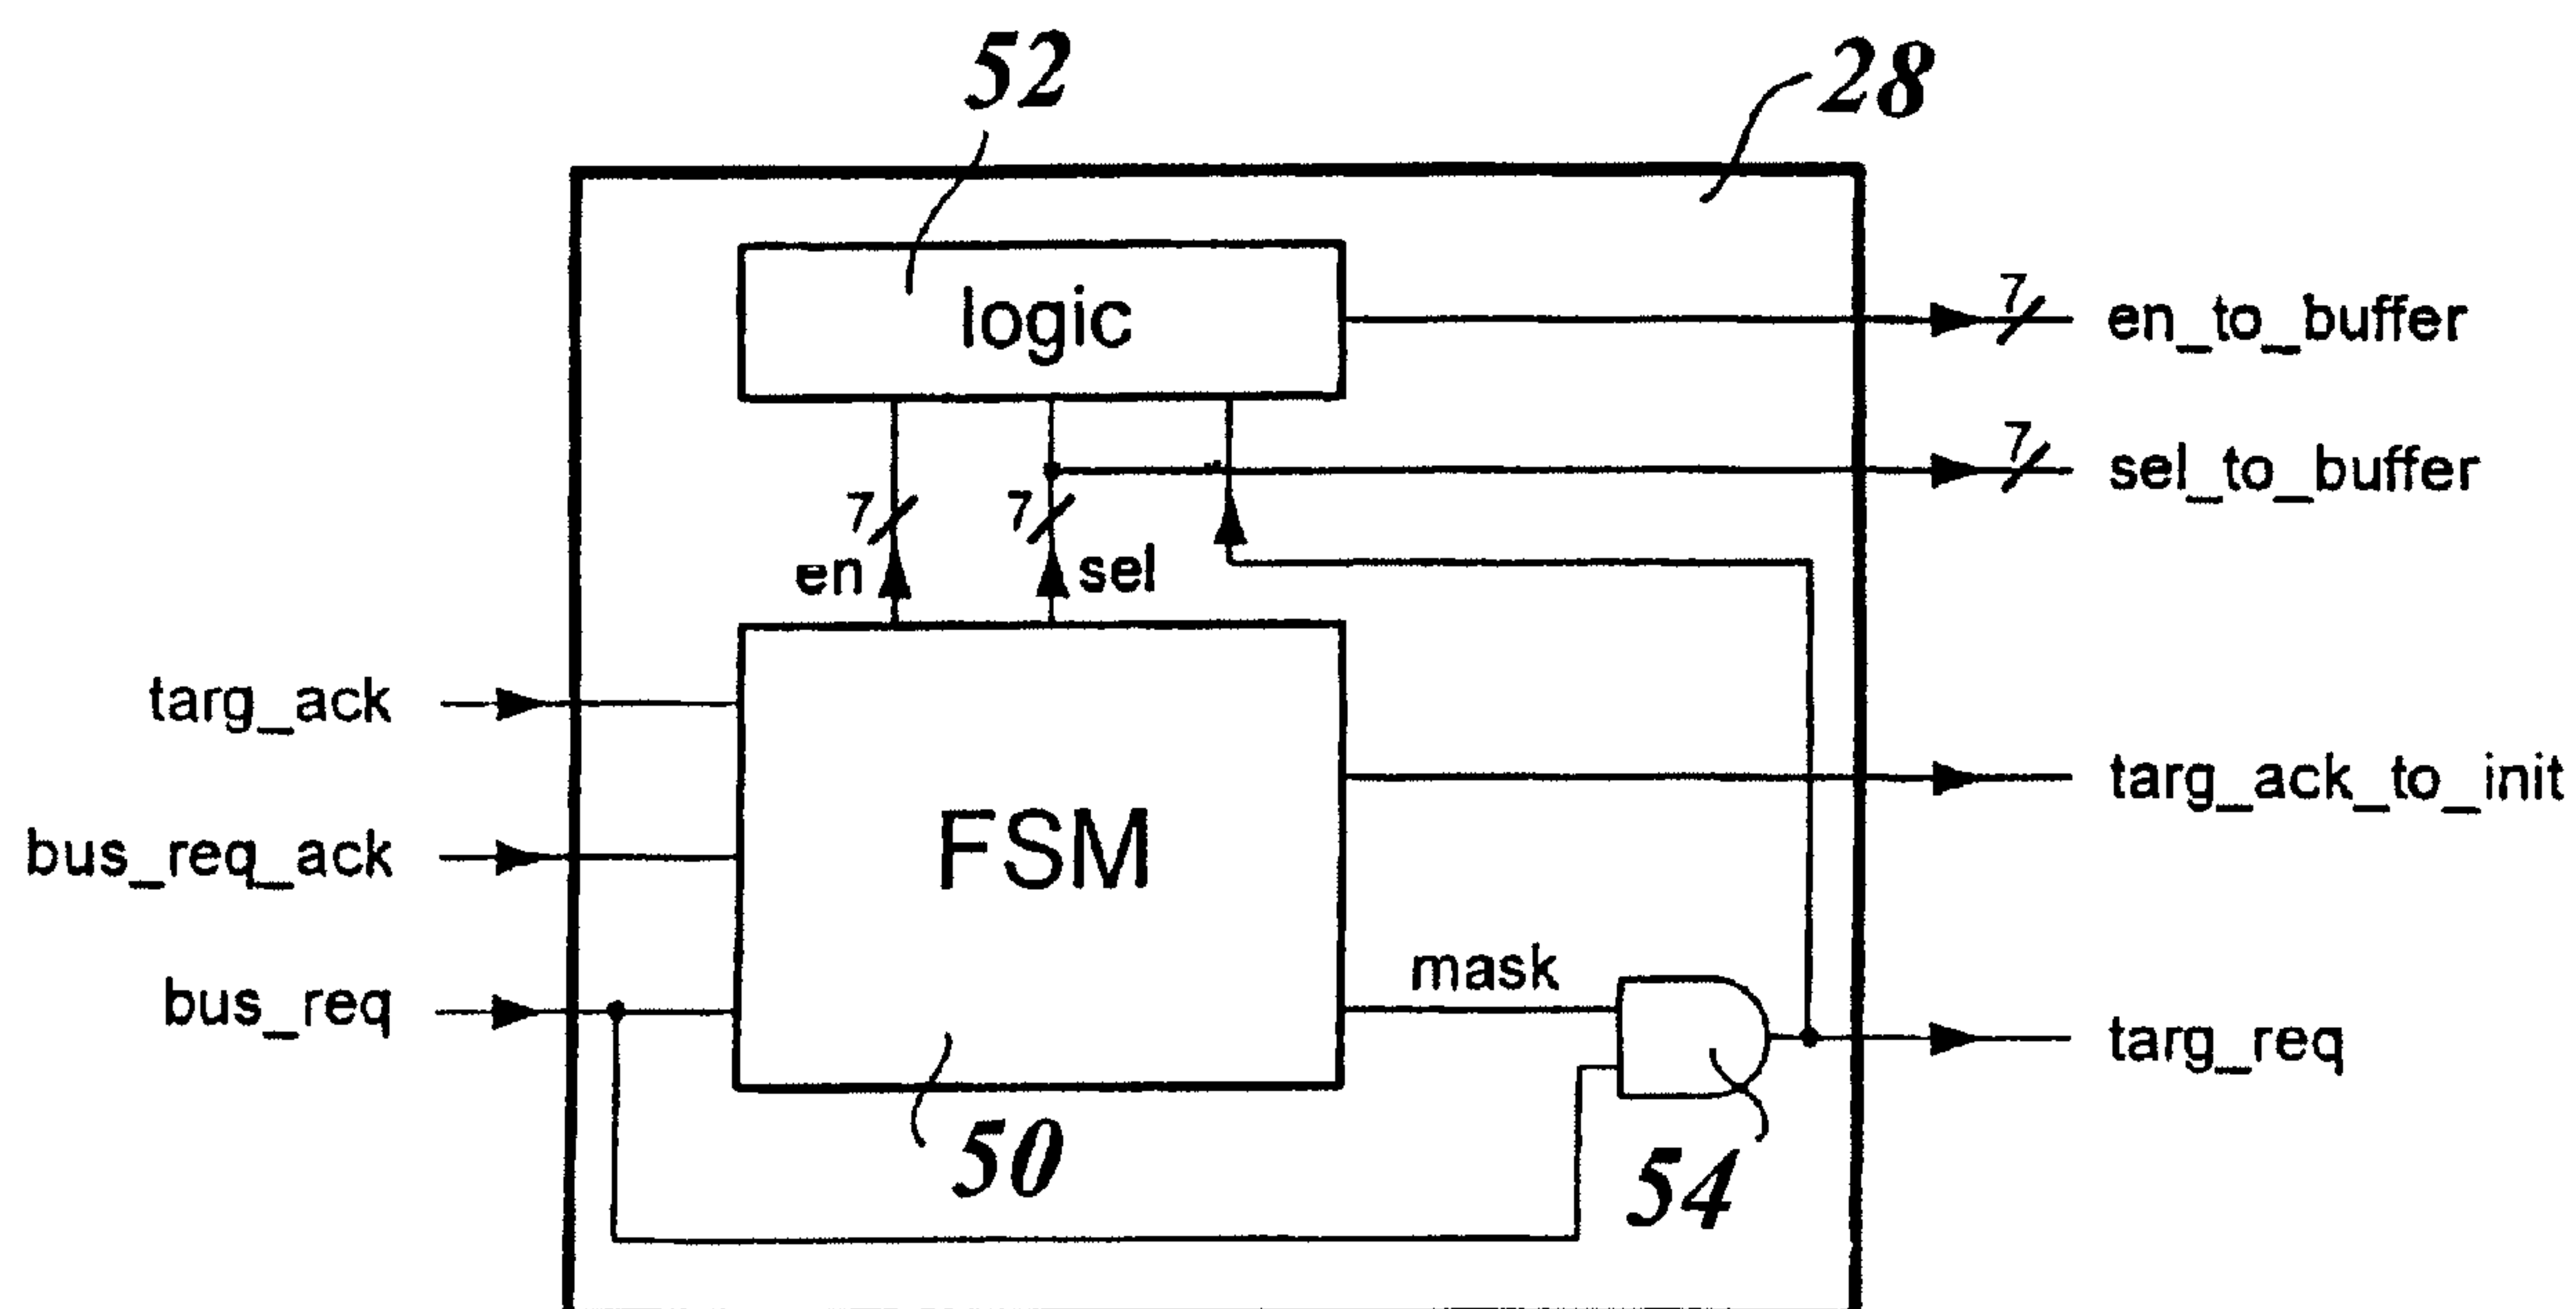 52
28
logic
7
en_to_buffer
7
sel_to_buffer
7
7
en
sel
targ_ack
targ_ack_to_init
FSM
bus_req_ack
mask
bus_req
targ_req
50
54